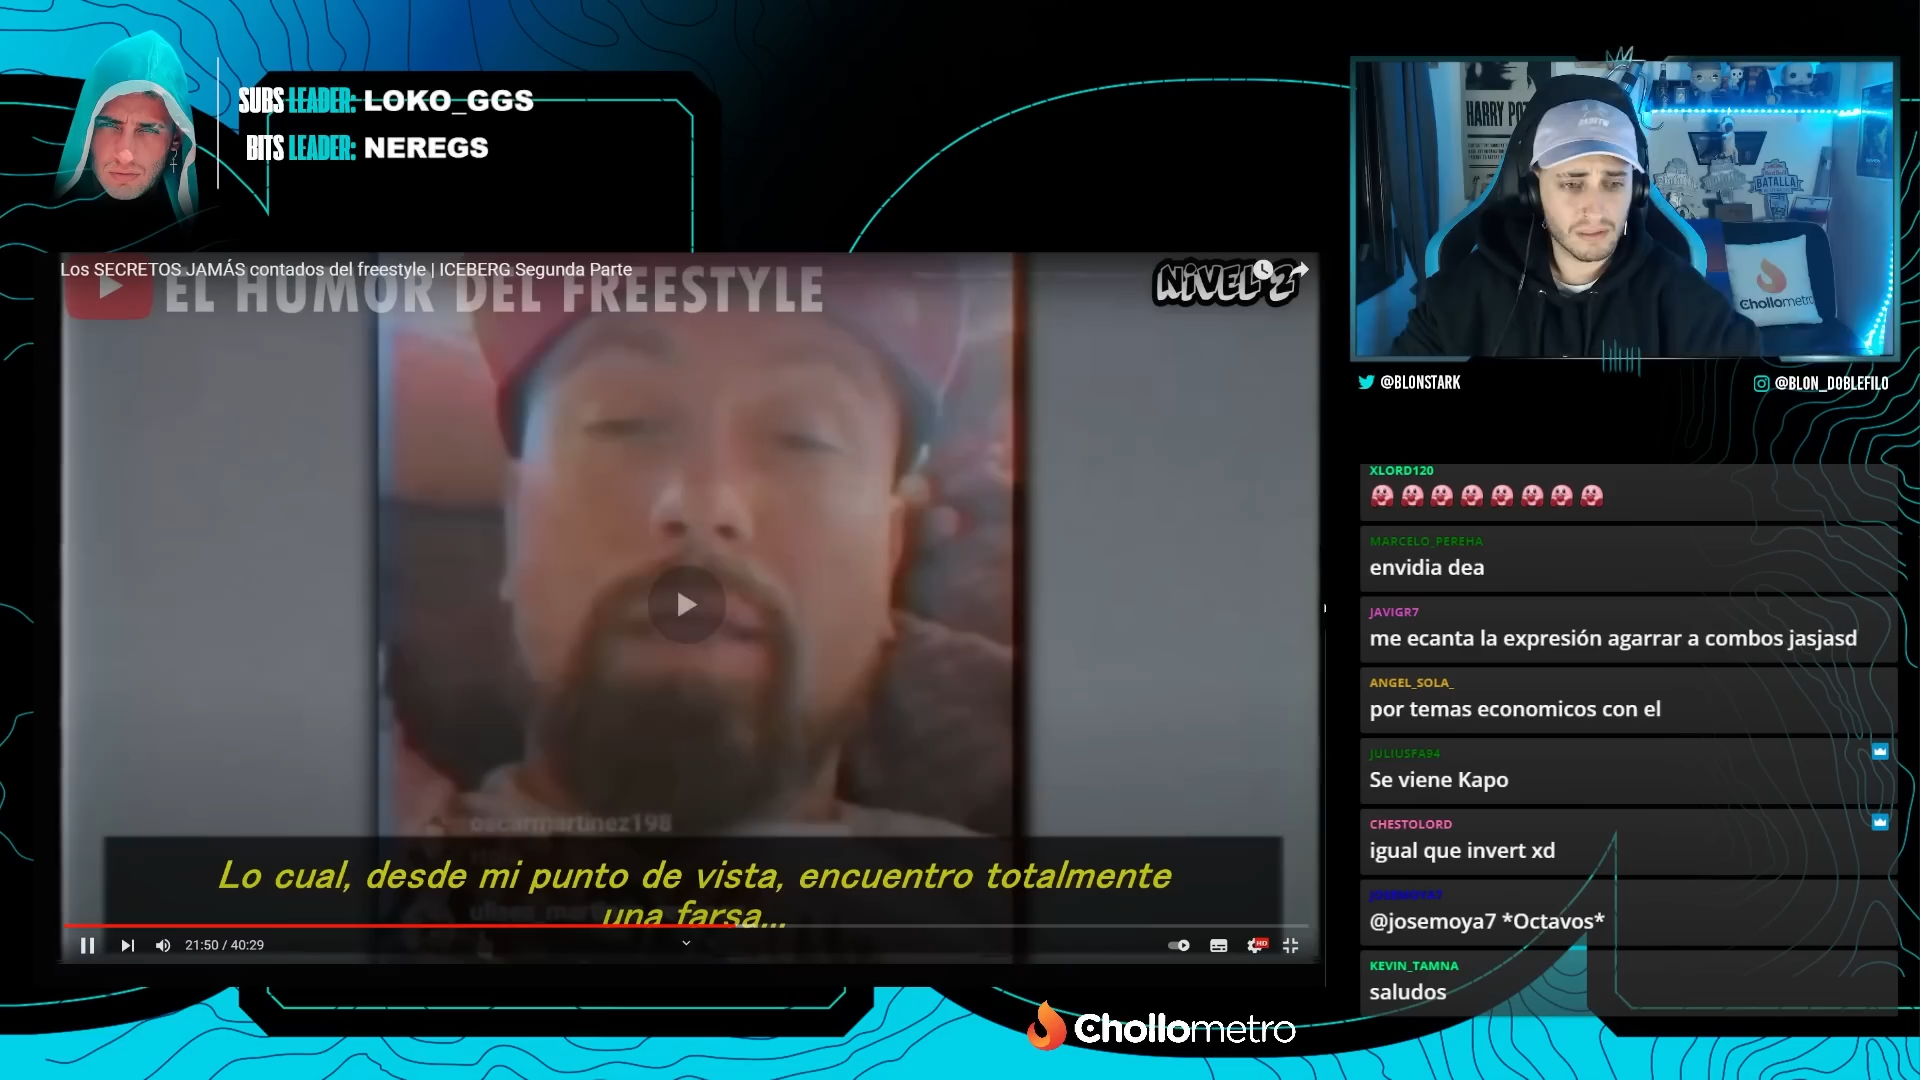 SUBS LEADER: LOKO_GGS
BITS LEADER: NEREGS
Los SECRETOS JAMÁS contados del freestyle | ICEBERG Segunda Parte
EL HUMOR DEL FREESTYLE
NIVEL 2
oscarmartinez198
Lo cual, desde mi punto de vista, encuentro totalmente
una farsa...
21:50 / 40:29
HD
HARRY POT
BATALLA
Chollometro
@BLONSTARK
@BLON_DOBLEFILO
XLORD120
MARCELO_PEREHA
envidia dea
JAVIGR7
me ecanta la expresión agarrar a combos jasjasd
ANGEL_SOLA_
por temas economicos con el
JULIUSFA94
Se viene Kapo
CHESTOLORD
igual que invert xd
JOSEMOYA7
@josemoya7 *Octavos*
KEVIN_TAMNA
saludos
Chollometro